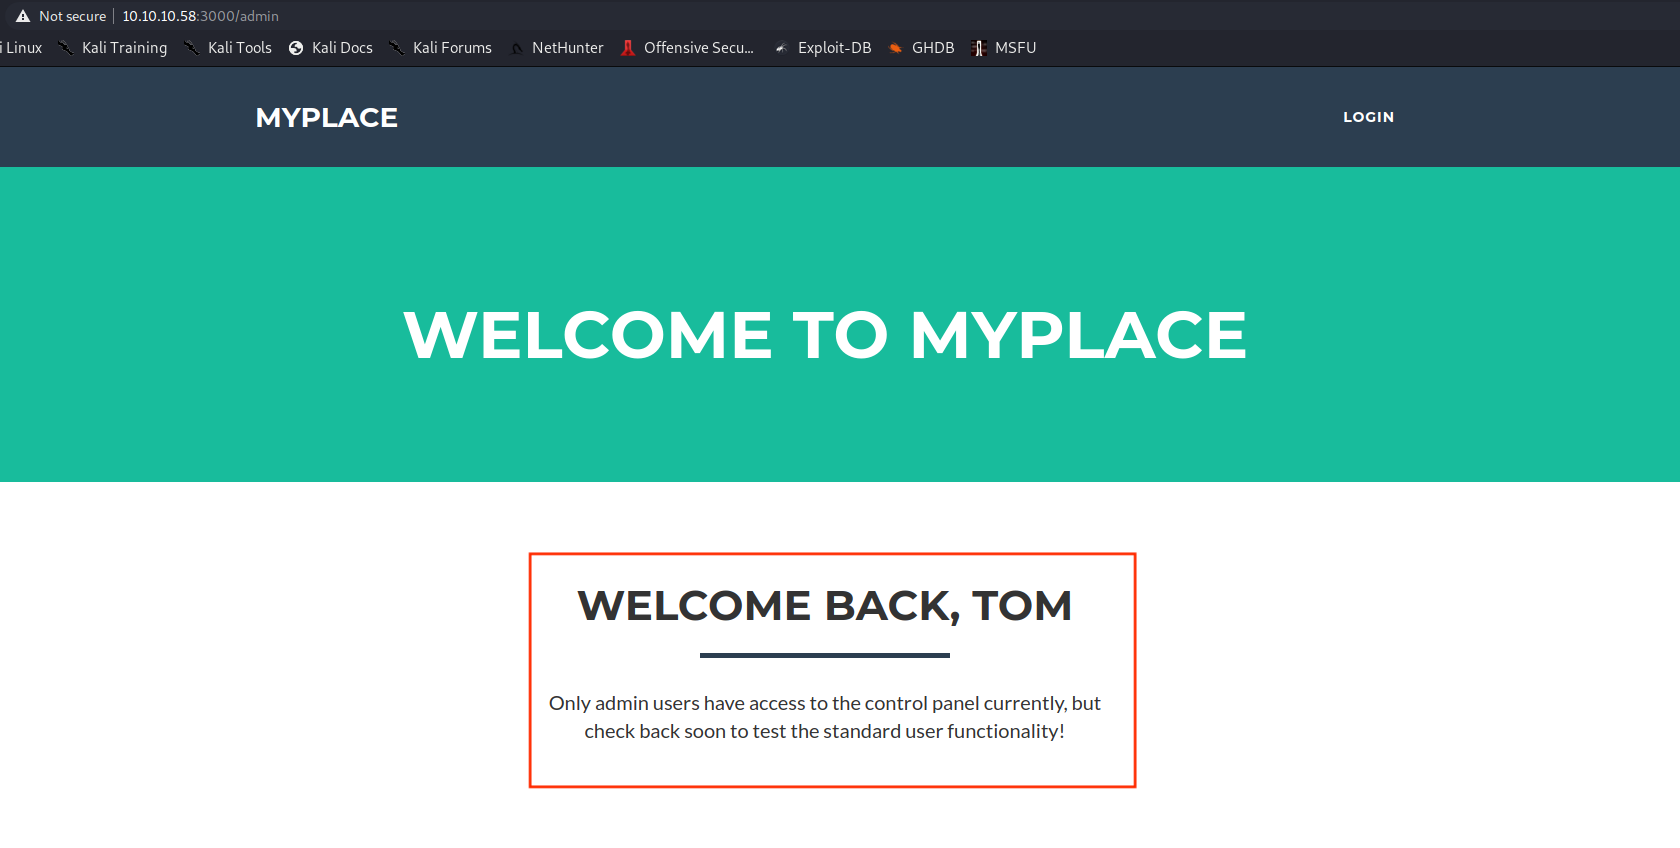 Not secure 10.10.10.58:3000/admin
i Linux Kali Training Kali Tools Kali Docs Kali Forums NetHunter Offensive Secu... Exploit-DB GHDB MSFU
MYPLACE LOGIN
WELCOME TO MYPLACE
WELCOME BACK, TOM
Only admin users have access to the control panel currently, but
check back soon to test the standard user functionality!